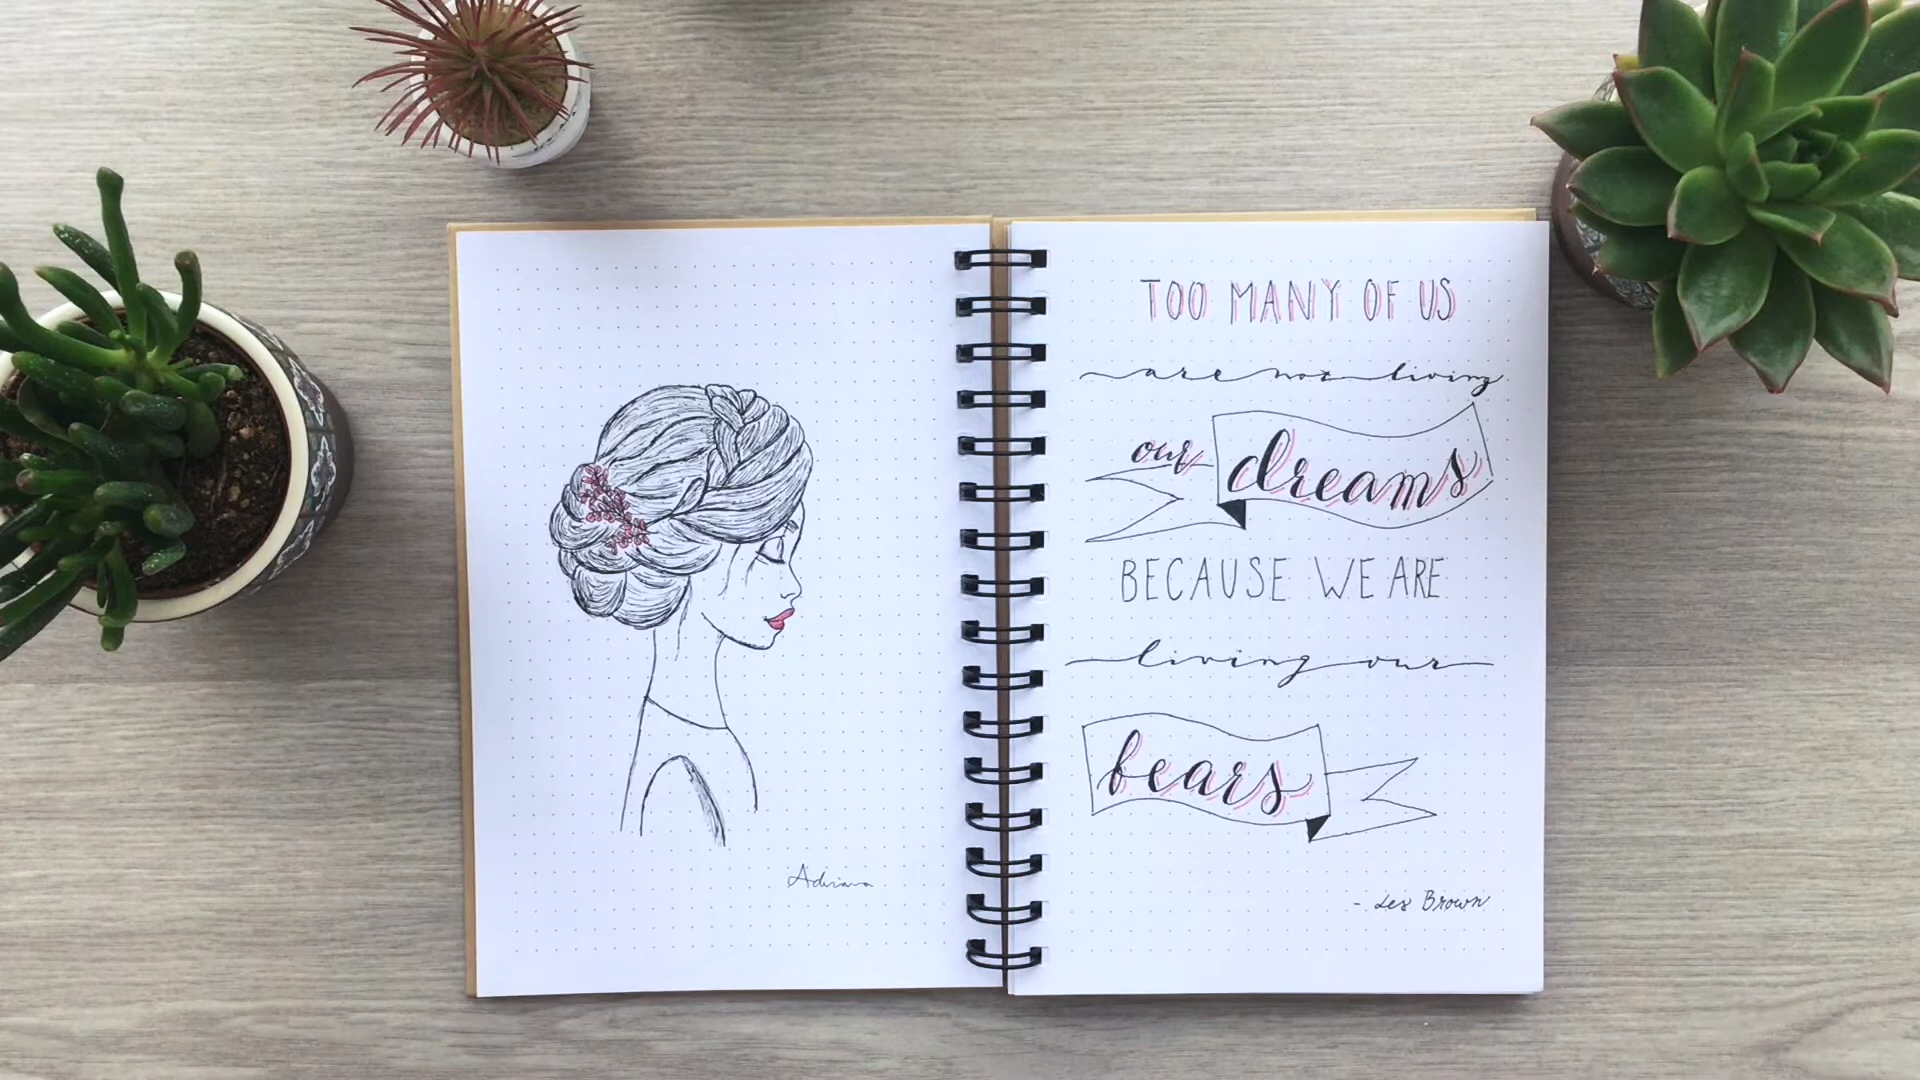 TOO MANY OF US
are not living
our dreams
BECAUSE WE ARE
living our
fears
- Les Brown
Adriana